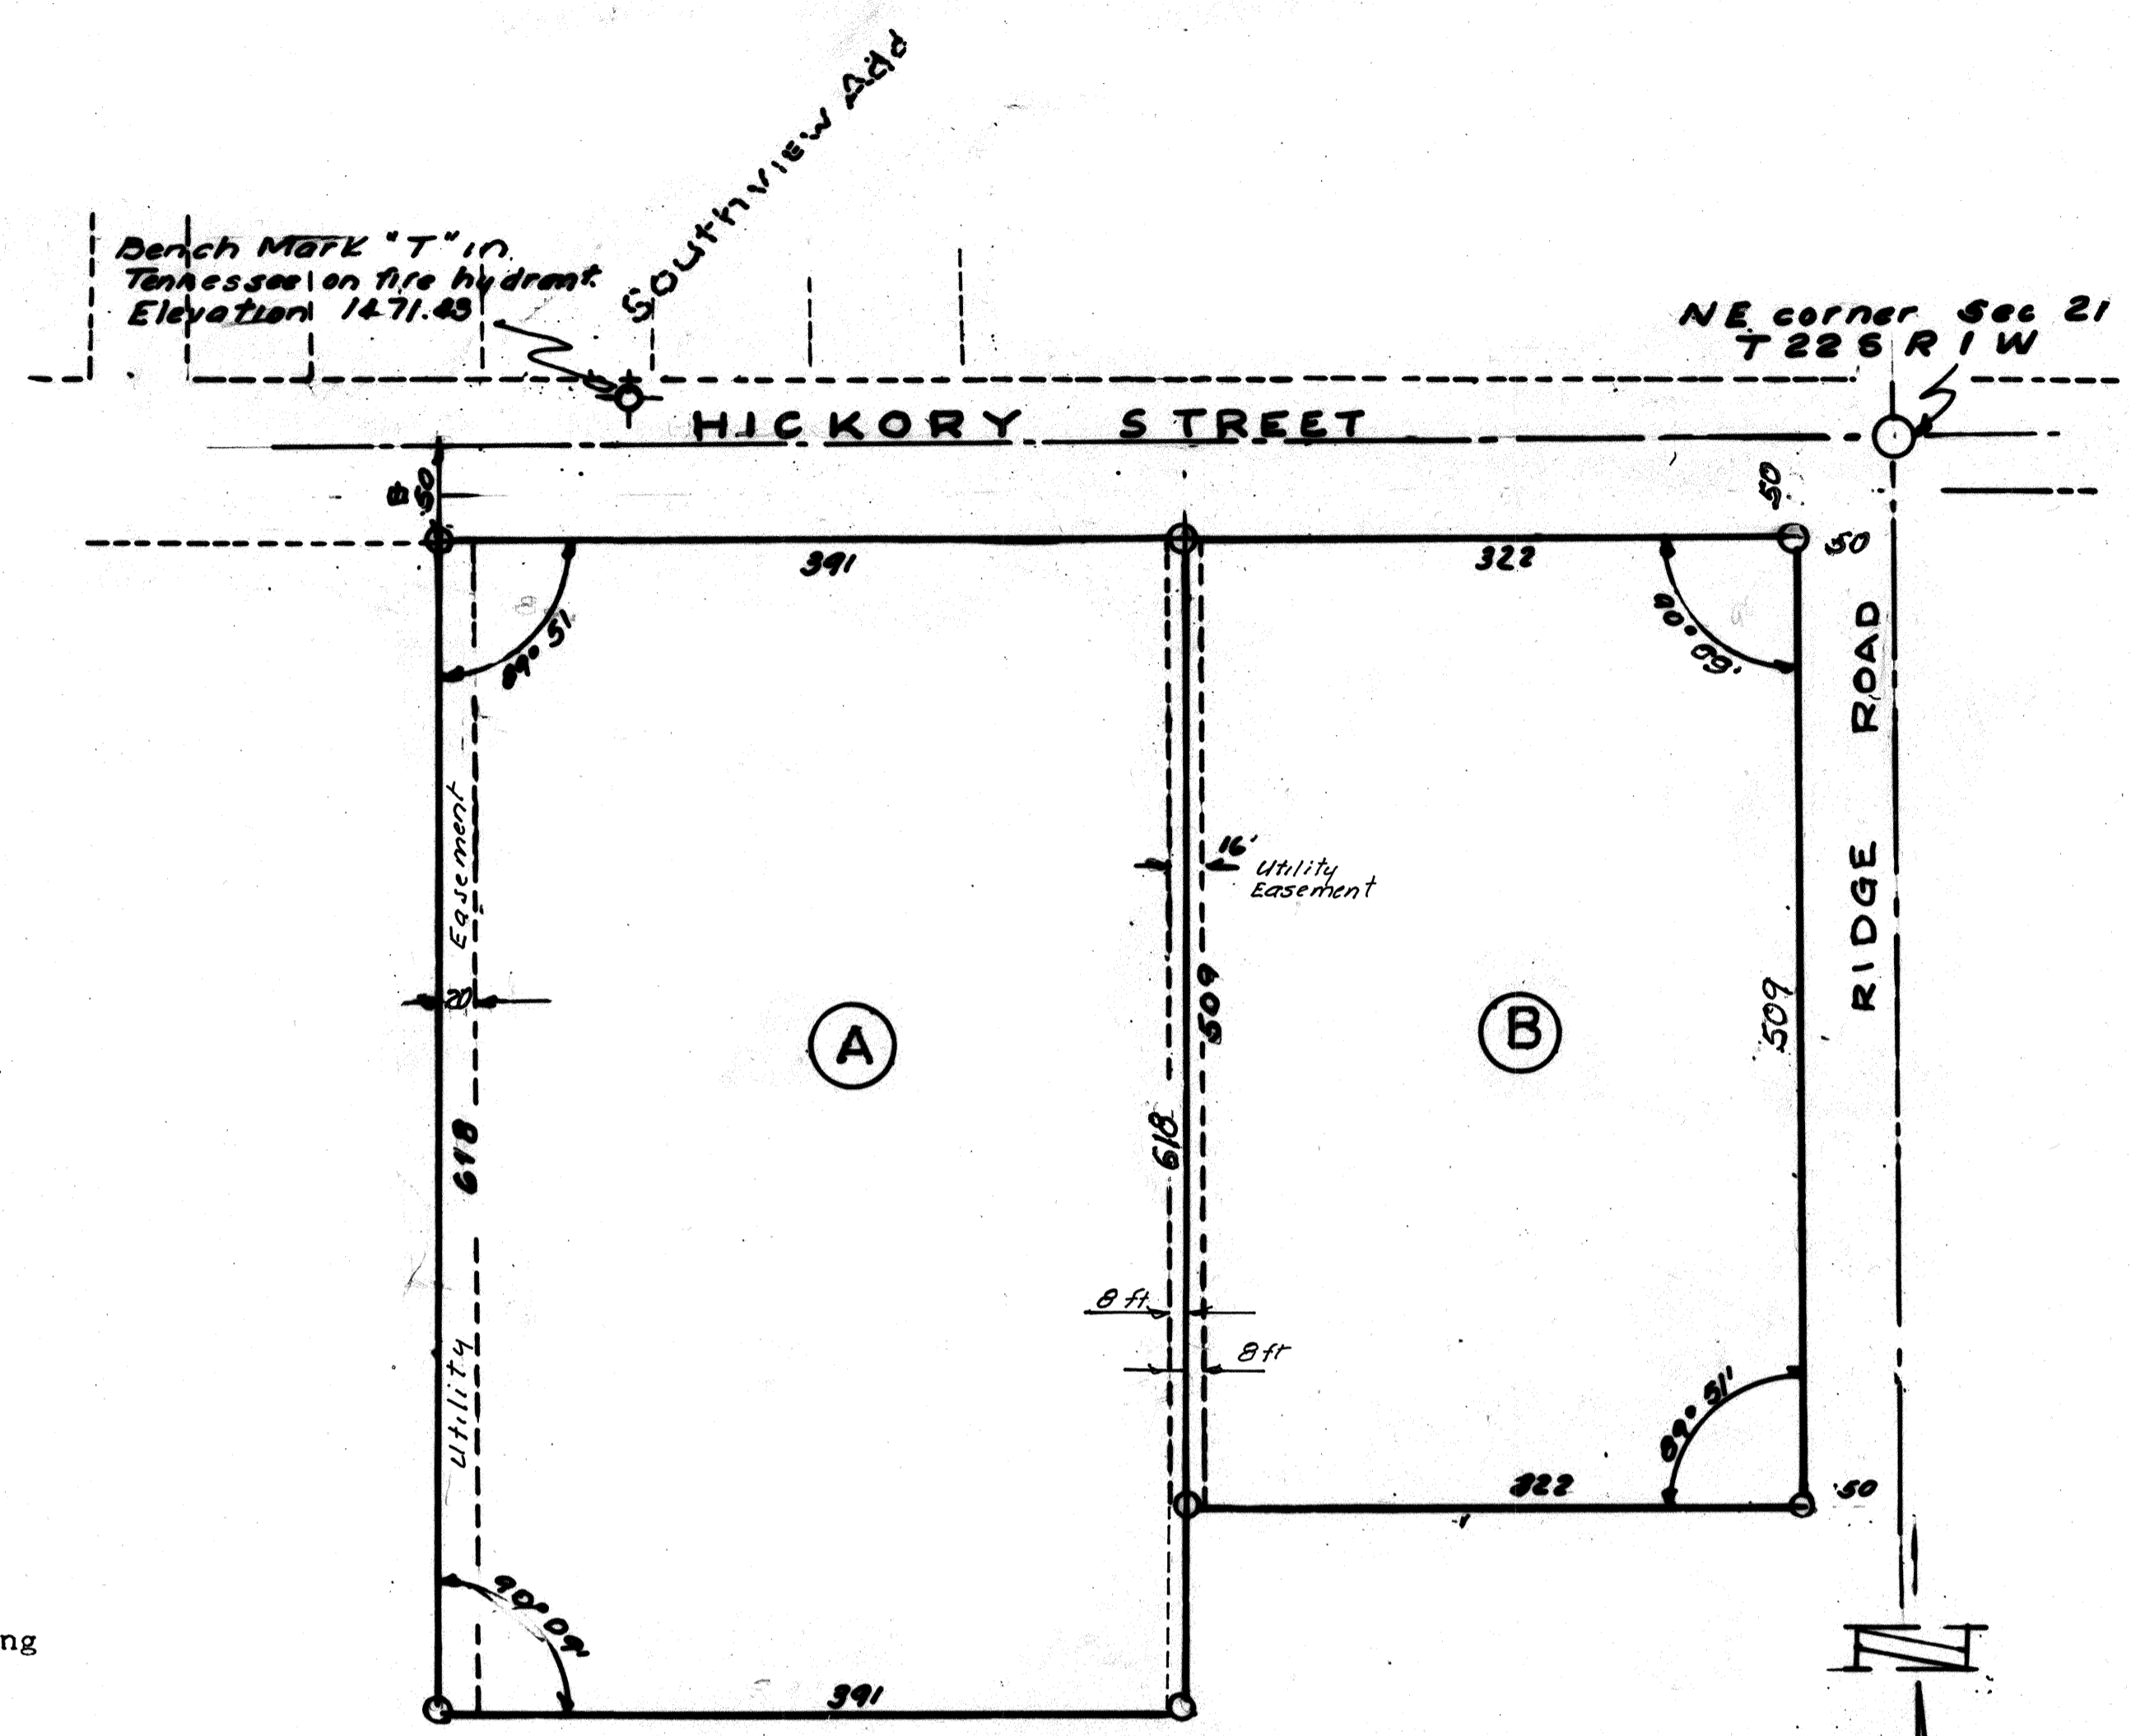 Southview Add
Bench Mark "T" in
Tennessee on fire hydrant.
Elevation 1471.43
NE corner Sec 21
T 22 S R 1 W
HICKORY STREET
50
50
391
322
50
89° 51'
90° 09'
RIDGE ROAD
Easement
16'
Utility
Easement
20
509
509
A
B
618
618
8 ft.
8 ft
Utility
89° 51'
322
50
90° 09'
391
N
ng